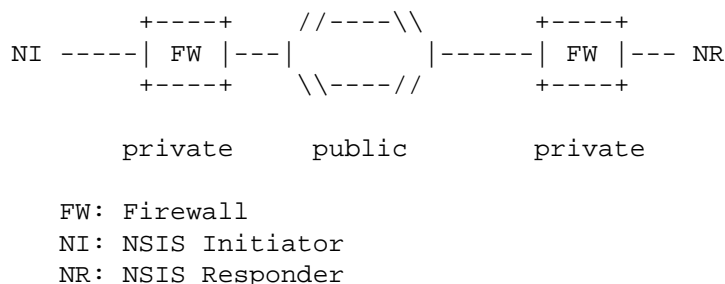 +----+ //----\\ +----+
NI -----| FW |---| |------| FW |--- NR
+----+ \\----// +----+
private public private
FW: Firewall
NI: NSIS Initiator
NR: NSIS Responder